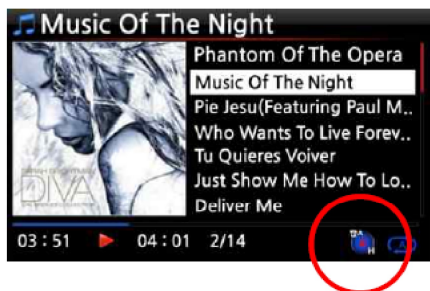 Music Of The Night
Phantom Of The Opera
Music Of The Night
Pie Jesu(Featuring Paul M..
Who Wants To Live Forev..
Tu Quieres Voiver
Just Show Me How To Lo..
Deliver Me
DIVA
03 : 51 04 : 01 2/14
A